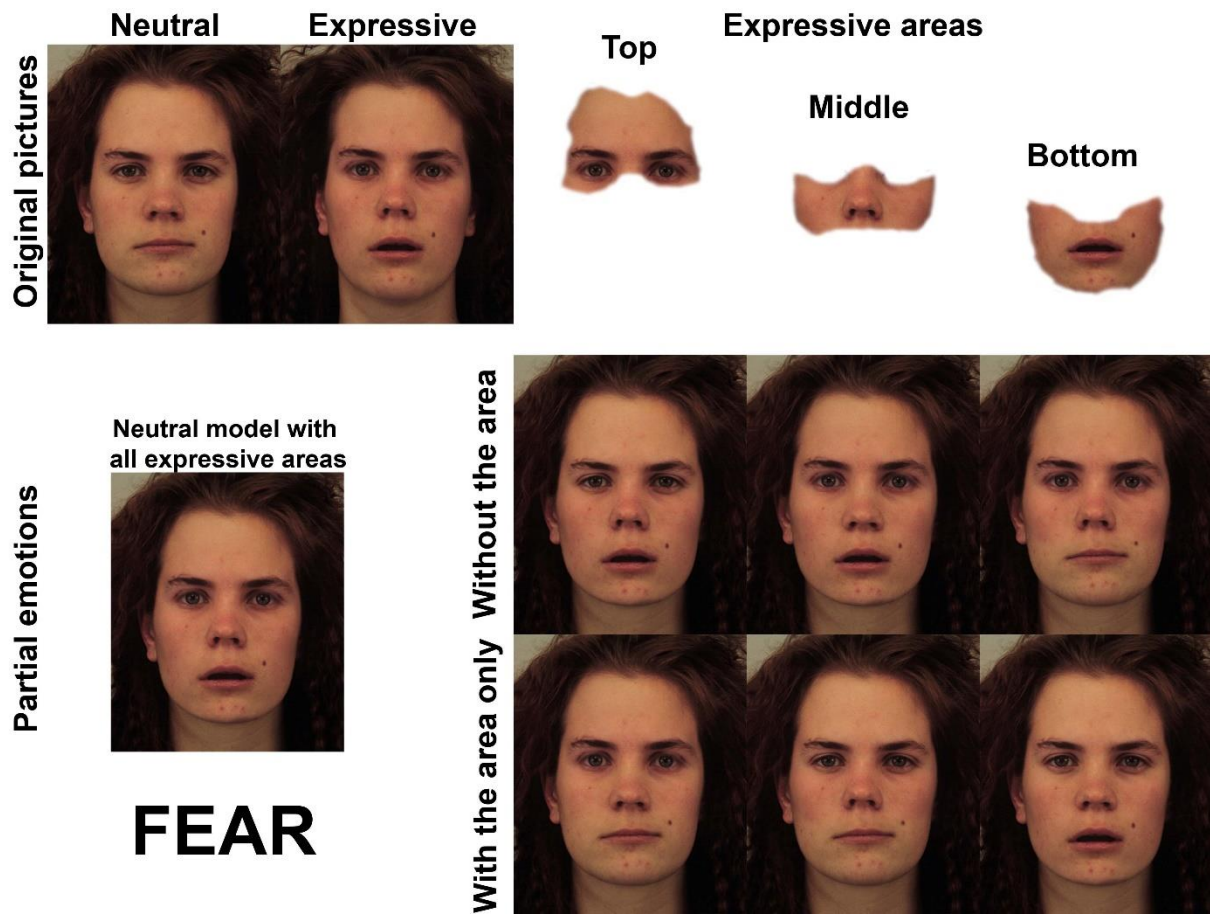 Neutral
Expressive
Expressive areas
Top
Middle
Bottom
Original pictures
Neutral model with
all expressive areas
Partial emotions
Without the area
With the area only
FEAR